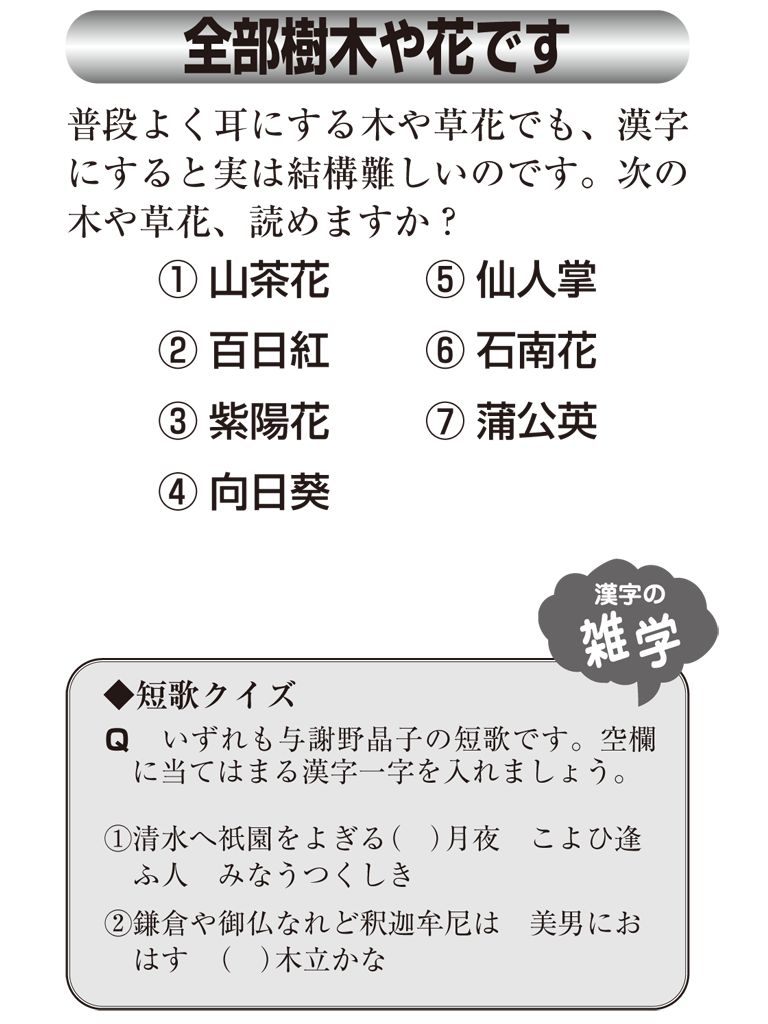 全部樹木や花です
普段よく耳にする木や草花でも、漢字
にすると実は結構難しいのです。次の
木や草花、読めますか？
① 山茶花
② 百日紅
③ 紫陽花
④ 向日葵
⑤ 仙人掌
⑥ 石南花
⑦ 蒲公英
漢字の
雑学
◆短歌クイズ
Q　いずれも与謝野晶子の短歌です。空欄
に当てはまる漢字一字を入れましょう。
①清水へ祇園をよぎる(　)月夜　こよひ逢
ふ人　みなうつくしき
②鎌倉や御仏なれど釈迦牟尼は　美男にお
はす　(　)木立かな